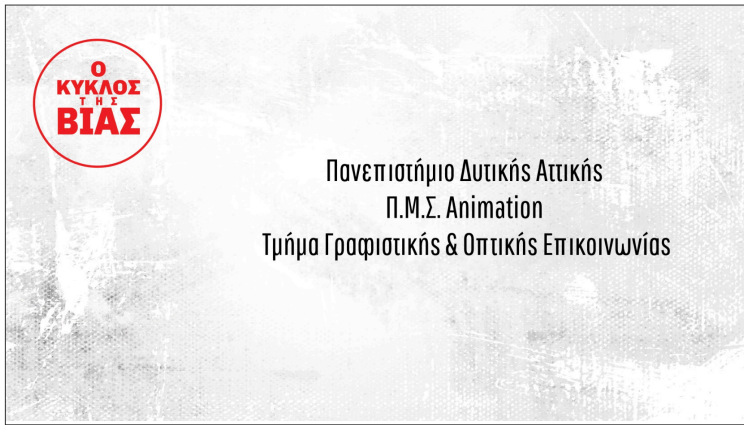 Ο
ΚΥΚΛΟΣ
ΤΗΣ
ΒΙΑΣ
Πανεπιστήμιο Δυτικής Αττικής
Π.Μ.Σ. Animation
Τμήμα Γραφιστικής & Οπτικής Επικοινωνίας